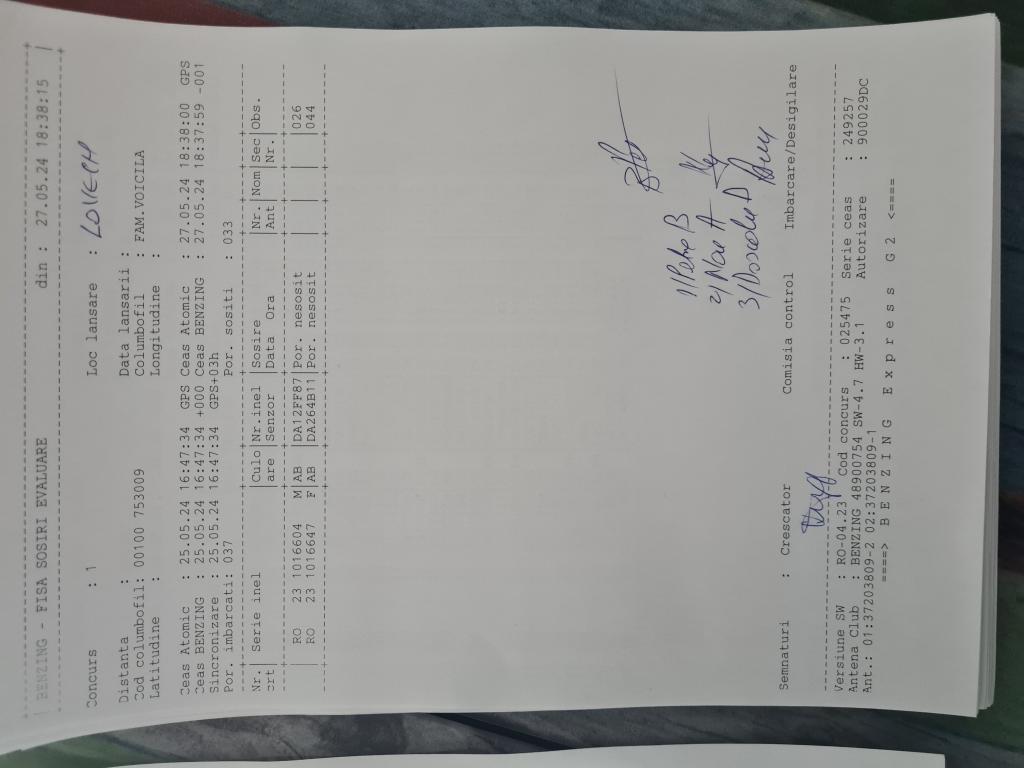 BENZING - FISA SOSIRI EVALUARE din : 27.05.24 18:38:15
Concurs : 1 Loc lansare : LOVECH
Distanta : Data lansarii :
Cod columbofil: 00100 753009 Columbofil : FAM.VOICILA
Latitudine : Longitudine :
Ceas Atomic : 25.05.24 16:47:34 GPS Ceas Atomic : 27.05.24 18:38:00 GPS
Ceas BENZING : 25.05.24 16:47:34 +000 Ceas BENZING : 27.05.24 18:37:59 -001
Sincronizare : 25.05.24 16:47:34 GPS+03h
Por. imbarcati: 037 Por. sositi : 033
Nr.| Serie inel |Culo|Nr.inel |Sosire |Nr.|Nom|Sec|Obs.
crt| |are |Senzor |Data Ora |Ant| |Nr.|
| RO 23 1016604 M|AB |DA12FF87|Por. nesosit | | | |026
| RO 23 1016647 F|AB |DA264B11|Por. nesosit | | | |044
1) Petre B
2) Noe A
3)
Semnaturi : Crescator Comisia control Imbarcare/Desigilare
Versiune SW : RO-04.23 Cod concurs : 025475 Serie ceas : 249257
Antena Club : BENZING 48900754 SW-4.7 HW-3.1 Autorizare : 900029DC
Ant.: 01:37203809-2 02:37203809-1
====> B E N Z I N G E x p r e s s G 2 <====